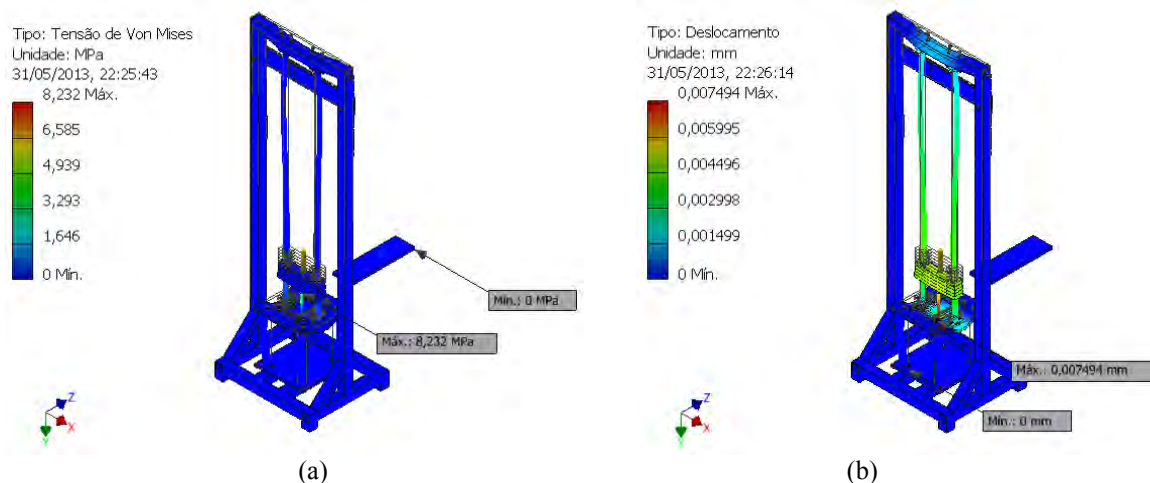 Tipo: Tensão de Von Mises
Unidade: MPa
31/05/2013, 22:25:43
8,232 Máx.
6,585
4,939
3,293
1,646
0 Mín.
Mín.: 0 MPa
Máx.: 8,232 MPa
Z
X
Y
(a)
Tipo: Deslocamento
Unidade: mm
31/05/2013, 22:26:14
0,007494 Máx.
0,005995
0,004496
0,002998
0,001499
0 Mín.
Máx.: 0,007494 mm
Mín.: 0 mm
Z
X
Y
(b)